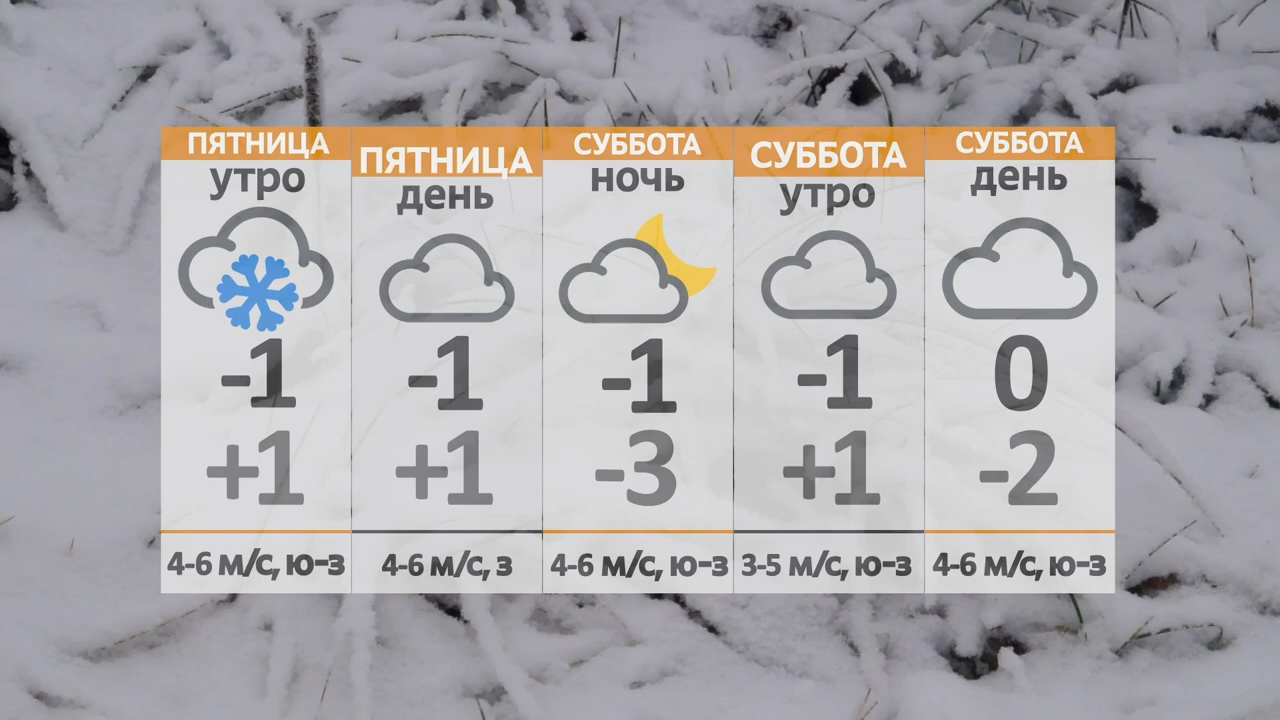 ПЯТНИЦА
утро
-1
+1
4-6 м/с, ю-з
ПЯТНИЦА
день
-1
+1
4-6 м/с, з
СУББОТА
ночь
-1
-3
4-6 м/с, ю-з
СУББОТА
утро
-1
+1
3-5 м/с, ю-з
СУББОТА
день
0
-2
4-6 м/с, ю-з